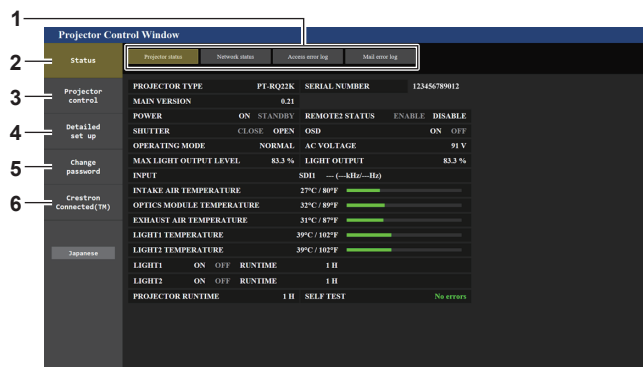 1
Projector Control Window
2
Status
Projector status
Network status
Access error log
Mail error log
3
Projector
control
4
Detailed
set up
5
Change
password
6
Crestron
Connected(TM)
Japanese
PROJECTOR TYPE PT-RQ22K SERIAL NUMBER 123456789012
MAIN VERSION 0.21
POWER ON STANDBY REMOTE2 STATUS ENABLE DISABLE
SHUTTER CLOSE OPEN OSD ON OFF
OPERATING MODE NORMAL AC VOLTAGE 91 V
MAX LIGHT OUTPUT LEVEL 83.3 % LIGHT OUTPUT 83.3 %
INPUT SDI1 --- (---kHz/---Hz)
INTAKE AIR TEMPERATURE 27°C / 80°F
OPTICS MODULE TEMPERATURE 32°C / 89°F
EXHAUST AIR TEMPERATURE 31°C / 87°F
LIGHT1 TEMPERATURE 39°C / 102°F
LIGHT2 TEMPERATURE 39°C / 102°F
LIGHT1 ON OFF RUNTIME 1 H
LIGHT2 ON OFF RUNTIME 1 H
PROJECTOR RUNTIME 1 H SELF TEST No errors